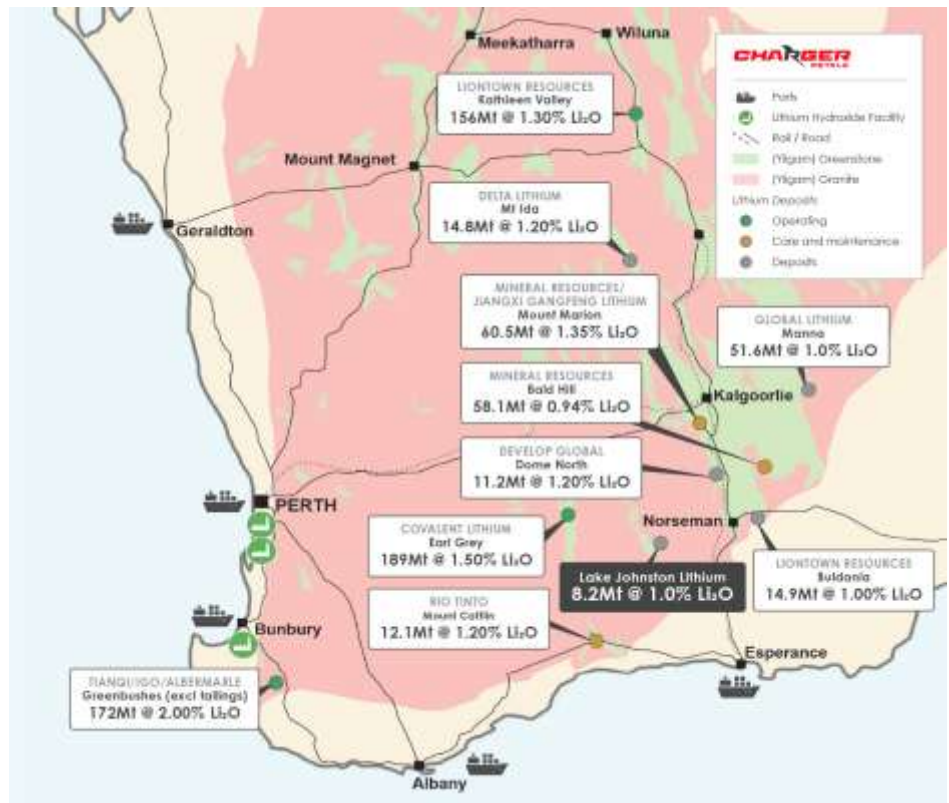 Meekatharra
Wiluna
CHARGER
METALS
Ports
Lithium Hydroxide Facility
Rail / Road
(Yilgarn) Greenstone
(Yilgarn) Granite
Lithium Deposits
Operating
Care and maintenance
Deposits
LIONTOWN RESOURCES
Kathleen Valley
156Mt @ 1.30% Li₂O
Mount Magnet
DELTA LITHIUM
Mt Ida
14.8Mt @ 1.20% Li₂O
Geraldton
MINERAL RESOURCES/
JIANGXI GANGFENG LITHIUM
Mount Marion
60.5Mt @ 1.35% Li₂O
GLOBAL LITHIUM
Manna
51.6Mt @ 1.0% Li₂O
MINERAL RESOURCES
Bald Hill
58.1Mt @ 0.94% Li₂O
Kalgoorlie
DEVELOP GLOBAL
Dome North
11.2Mt @ 1.20% Li₂O
PERTH
COVALENT LITHIUM
Earl Grey
189Mt @ 1.50% Li₂O
Norseman
Lake Johnston Lithium
8.2Mt @ 1.0% Li₂O
LIONTOWN RESOURCES
Buldania
14.9Mt @ 1.00% Li₂O
RIO TINTO
Mount Cattlin
12.1Mt @ 1.20% Li₂O
Bunbury
Esperance
TIANQI/IGO/ALBERMARLE
Greenbushes (excl tailings)
172Mt @ 2.00% Li₂O
Albany